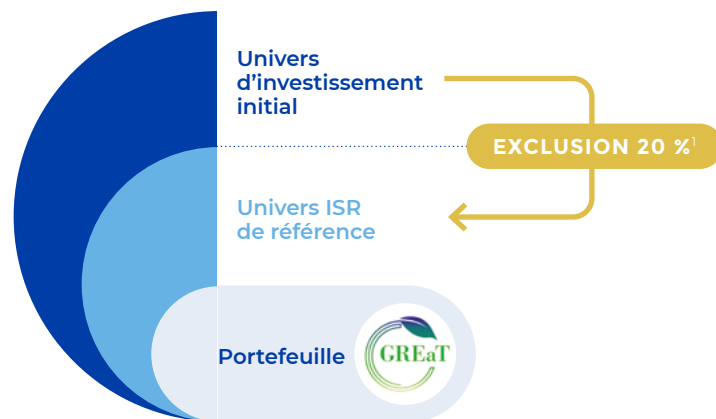 Univers
d’investissement
initial
EXCLUSION 20 %¹
Univers ISR
de référence
Portefeuille
GREaT